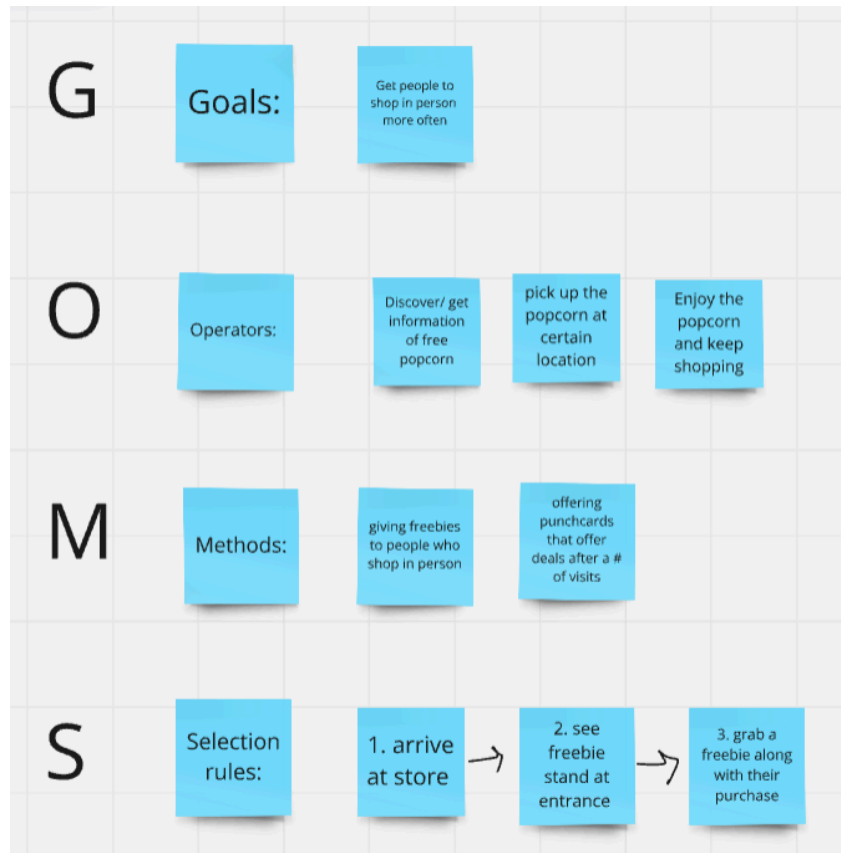 G
Goals:
Get people to
shop in person
more often
O
Operators:
Discover/ get
information
of free
popcorn
pick up the
popcorn at
certain
location
Enjoy the
popcorn
and keep
shopping
M
Methods:
giving freebies
to people who
shop in person
offering
punchcards
that offer
deals after a #
of visits
S
Selection
rules:
1. arrive
at store
2. see
freebie
stand at
entrance
3. grab a
freebie along
with their
purchase